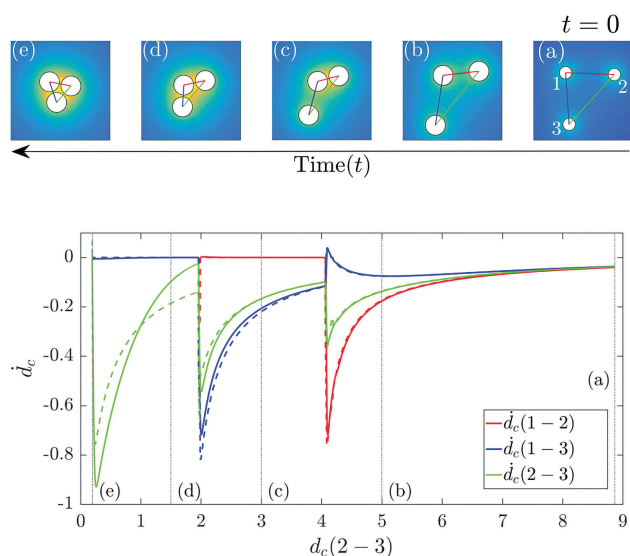 t = 0
(e) (d) (c) (b) (a)
1 2
3
Time(t)
0
-0.2
-0.4
-0.6
-0.8
-1
ḋc
(a)
ḋc(1 − 2)
ḋc(1 − 3)
ḋc(2 − 3)
(e) (d) (c) (b)
0 1 2 3 4 5 6 7 8 9
dc(2 − 3)